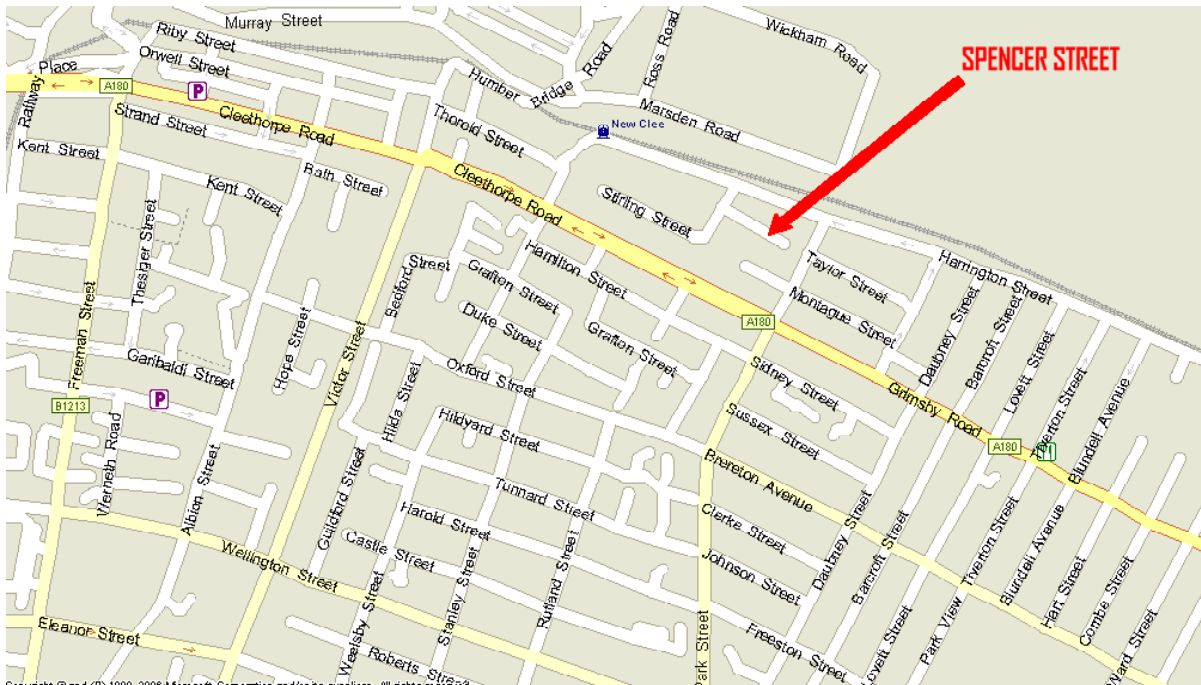 Murray Street
Wickham Road
Riby Street
Ross Road
SPENCER STREET
Orwell Street
Railway Place
Humber Bridge Road
A180
P
Marsden Road
Strand Street
Cleethorpe Road
Thorold Street
New Clee
Kent Street
Bath Street
Cleethorpe Road
Kent Street
Stirling Street
Thesiger Street
Hamilton Street
Taylor Street
Harrington Street
Bedford Street
Grafton Street
Montague Street
Duke Street
A180
Freeman Street
Hope Street
Victor Street
Grafton Street
Daubney Street
Barcroft Street
Garibaldi Street
Oxford Street
Sidney Street
Lovett Street
Tiverton Street
Blundell Avenue
P
B1213
Hilda Street
Grimsby Road
Hildyard Street
Sussex Street
A180
Werneth Road
Albion Street
Guildford Street
Brereton Avenue
Tunnard Street
Harold Street
Clerke Street
Daubney Street
Barcroft Street
Tiverton Street
Blundell Avenue
Castle Street
Wellington Street
Johnson Street
Hart Street
Combe Street
Rutland Street
Stanley Street
Weelsby Street
Eleanor Street
Park Street
Freeston Street
Lovett Street
Park View
Ward Street
Roberts Street